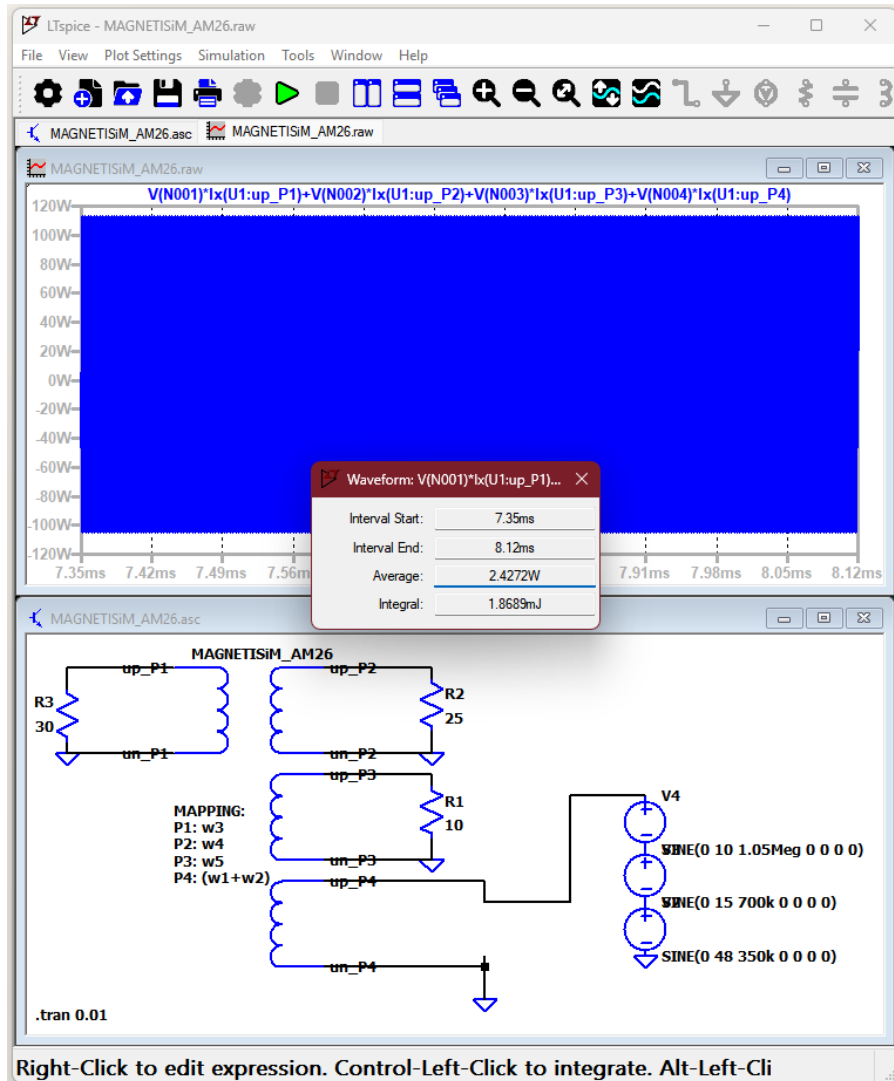 LTspice - MAGNETISiM_AM26.raw
File View Plot Settings Simulation Tools Window Help
MAGNETISiM_AM26.asc MAGNETISiM_AM26.raw
MAGNETISiM_AM26.raw
V(N001)*Ix(U1:up_P1)+V(N002)*Ix(U1:up_P2)+V(N003)*Ix(U1:up_P3)+V(N004)*Ix(U1:up_P4)
120W
100W
80W
60W
40W
20W
0W
-20W
-40W
-60W
-80W
-100W
-120W
7.35ms 7.42ms 7.49ms 7.56m 7.91ms 7.98ms 8.05ms 8.12ms
Waveform: V(N001)*Ix(U1:up_P1)...
Interval Start: 7.35ms
Interval End: 8.12ms
Average: 2.4272W
Integral: 1.8689mJ
MAGNETISiM_AM26.asc
MAGNETISiM_AM26
up_P1 up_P2
R3 R2
30 25
un_P1 un_P2
up_P3
R1
10
un_P3
up_P4
un_P4
MAPPING:
P1: w3
P2: w4
P3: w5
P4: (w1+w2)
V4
SINE(0 10 1.05Meg 0 0 0 0)
SINE(0 15 700k 0 0 0 0)
SINE(0 48 350k 0 0 0 0)
.tran 0.01
Right-Click to edit expression. Control-Left-Click to integrate. Alt-Left-Cli